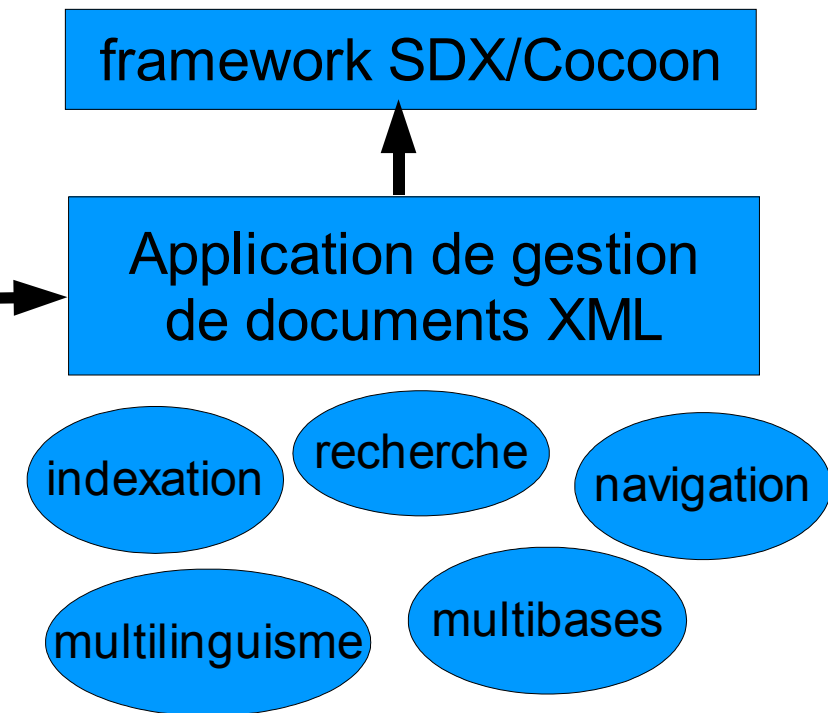 framework SDX/Cocoon
Application de gestion
de documents XML
indexation
recherche
navigation
multilinguisme
multibases